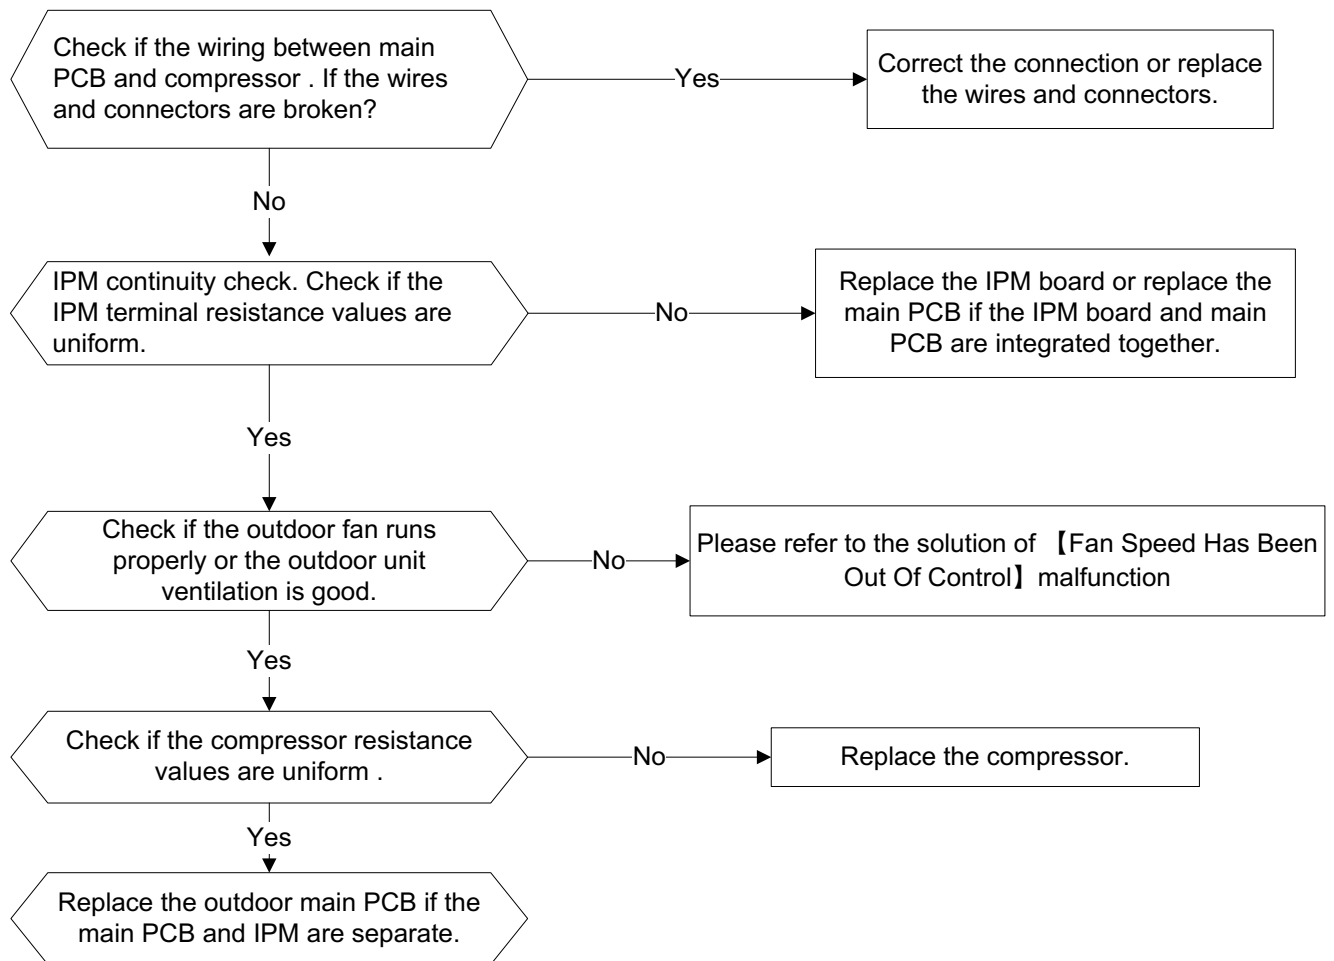 Check if the wiring between main
PCB and compressor . If the wires
and connectors are broken?
Yes
Correct the connection or replace
the wires and connectors.
No
IPM continuity check. Check if the
IPM terminal resistance values are
uniform.
No
Replace the IPM board or replace the
main PCB if the IPM board and main
PCB are integrated together.
Yes
Check if the outdoor fan runs
properly or the outdoor unit
ventilation is good.
No
Please refer to the solution of 【Fan Speed Has Been
Out Of Control】malfunction
Yes
Check if the compressor resistance
values are uniform .
No
Replace the compressor.
Yes
Replace the outdoor main PCB if the
main PCB and IPM are separate.